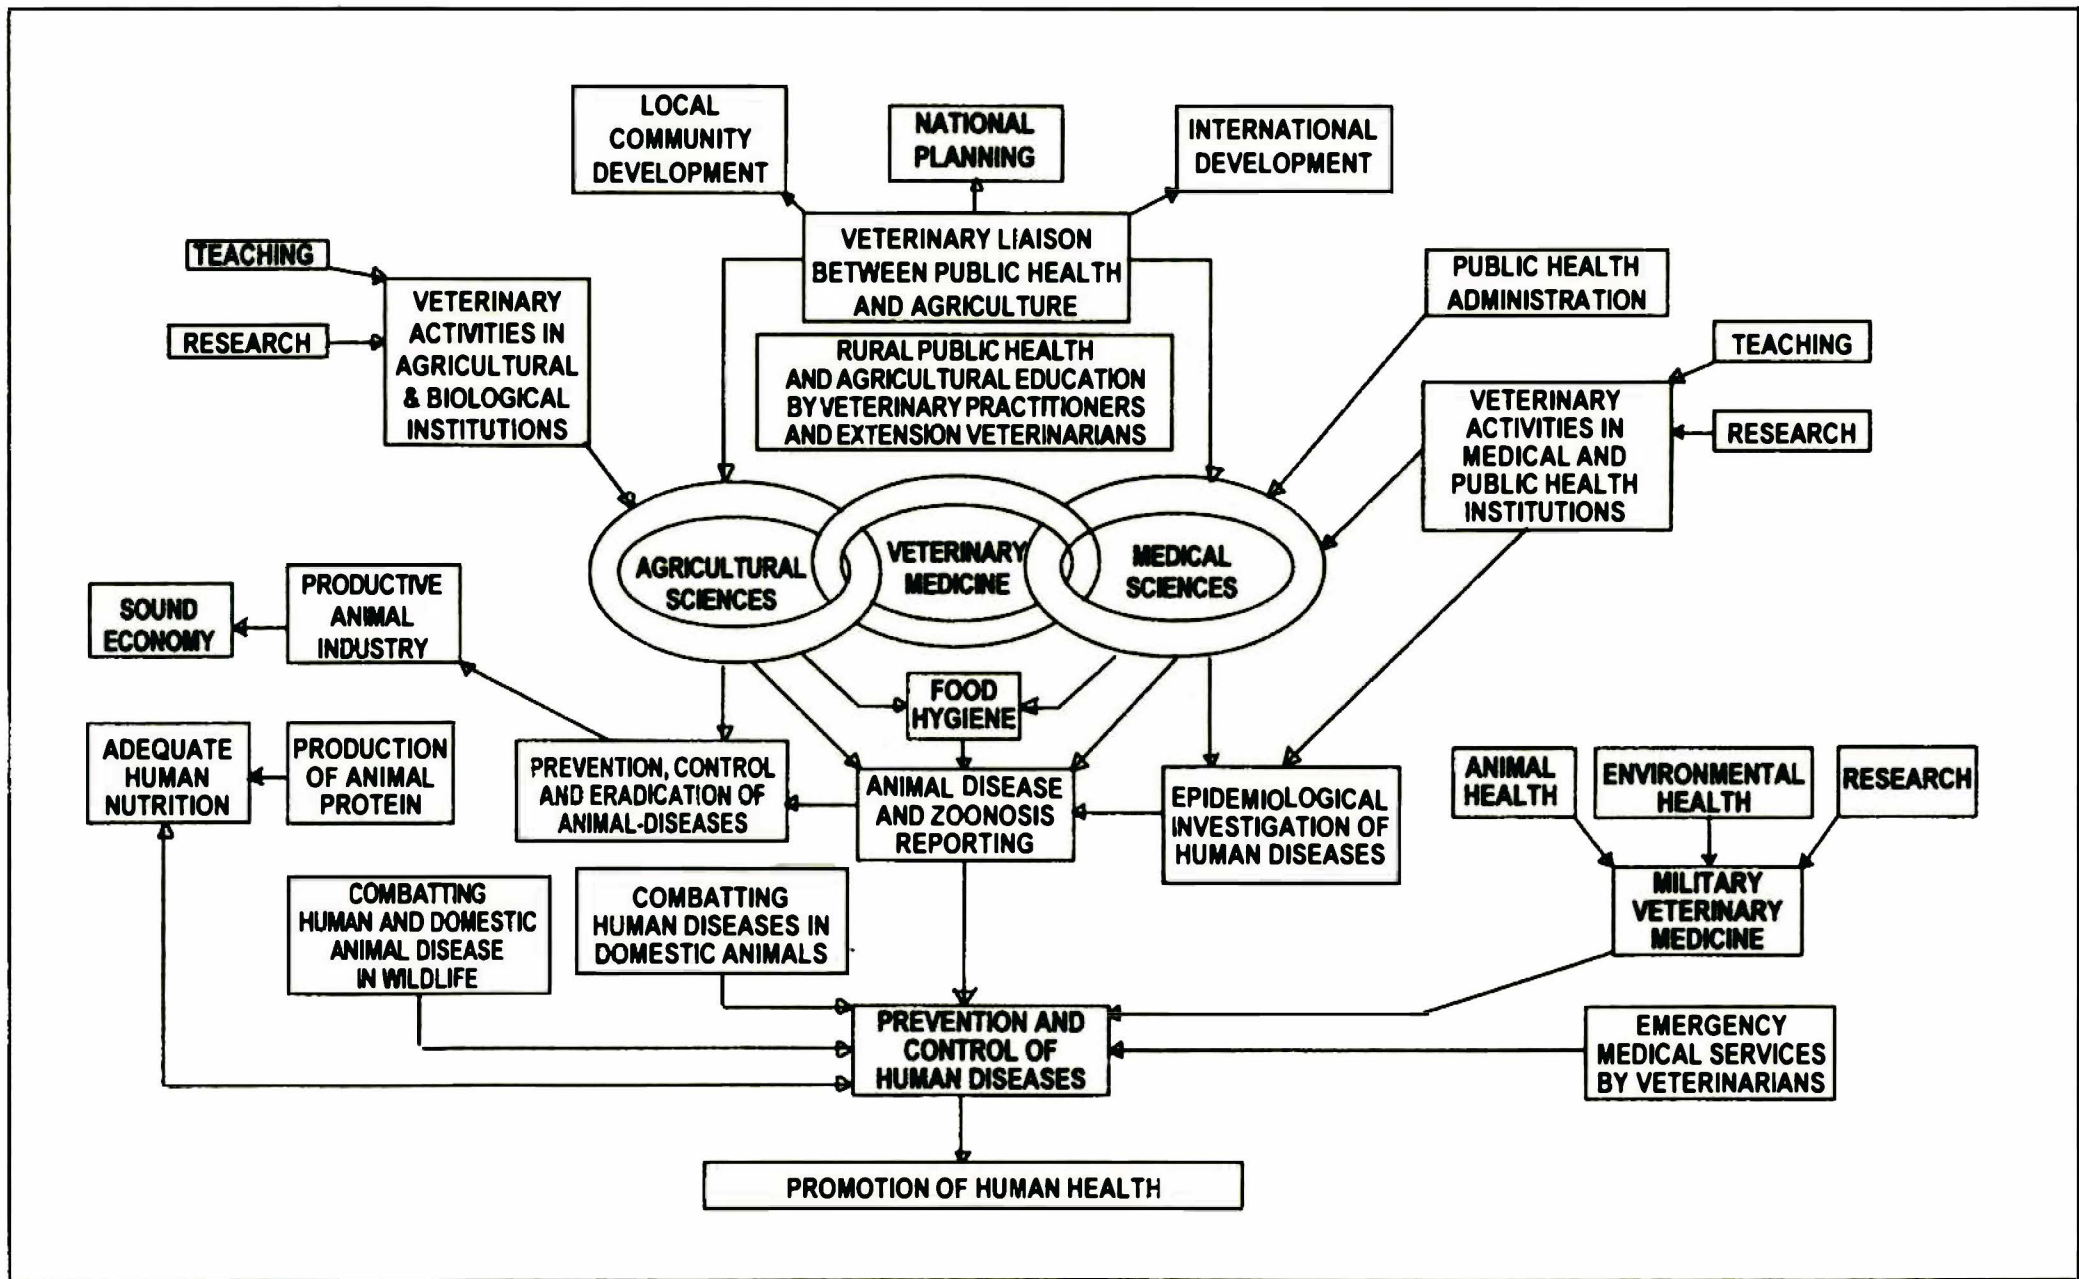 LOCAL
COMMUNITY
DEVELOPMENT
NATIONAL
PLANNING
INTERNATIONAL
DEVELOPMENT
VETERINARY LIAISON
BETWEEN PUBLIC HEALTH
AND AGRICULTURE
TEACHING
RESEARCH
VETERINARY
ACTIVITIES IN
AGRICULTURAL
& BIOLOGICAL
INSTITUTIONS
RURAL PUBLIC HEALTH
AND AGRICULTURAL EDUCATION
BY VETERINARY PRACTITIONERS
AND EXTENSION VETERINARIANS
PUBLIC HEALTH
ADMINISTRATION
TEACHING
RESEARCH
VETERINARY
ACTIVITIES IN
MEDICAL AND
PUBLIC HEALTH
INSTITUTIONS
AGRICULTURAL
SCIENCES
VETERINARY
MEDICINE
MEDICAL
SCIENCES
SOUND
ECONOMY
PRODUCTIVE
ANIMAL
INDUSTRY
FOOD
HYGIENE
ADEQUATE
HUMAN
NUTRITION
PRODUCTION
OF ANIMAL
PROTEIN
PREVENTION, CONTROL
AND ERADICATION OF
ANIMAL-DISEASES
ANIMAL DISEASE
AND ZOONOSIS
REPORTING
EPIDEMIOLOGICAL
INVESTIGATION OF
HUMAN DISEASES
ANIMAL
HEALTH
ENVIRONMENTAL
HEALTH
RESEARCH
MILITARY
VETERINARY
MEDICINE
COMBATTING
HUMAN AND DOMESTIC
ANIMAL DISEASE
IN WILDLIFE
COMBATTING
HUMAN DISEASES IN
DOMESTIC ANIMALS
PREVENTION AND
CONTROL OF
HUMAN DISEASES
EMERGENCY
MEDICAL SERVICES
BY VETERINARIANS
PROMOTION OF HUMAN HEALTH